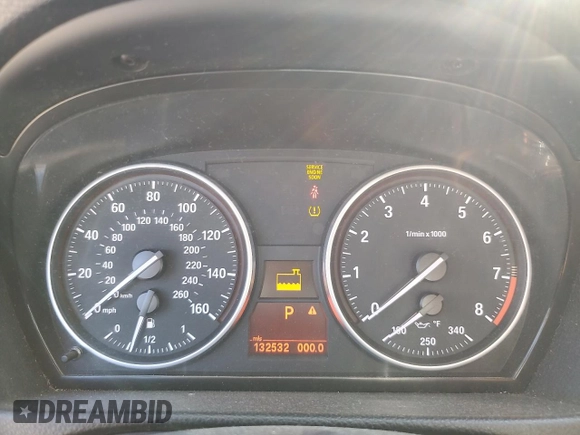 SERVICE
ENGINE
SOON
0 20 40 60 80 100 120 140 160
mph
20 40 60 80 100 120 140 160 180 200 220 240 260
km/h
0 1/2 1
P
mls
132532 000.0
0 1 2 3 4 5 6 7 8
1/min x 1000
250 340
°F
DREAMBID